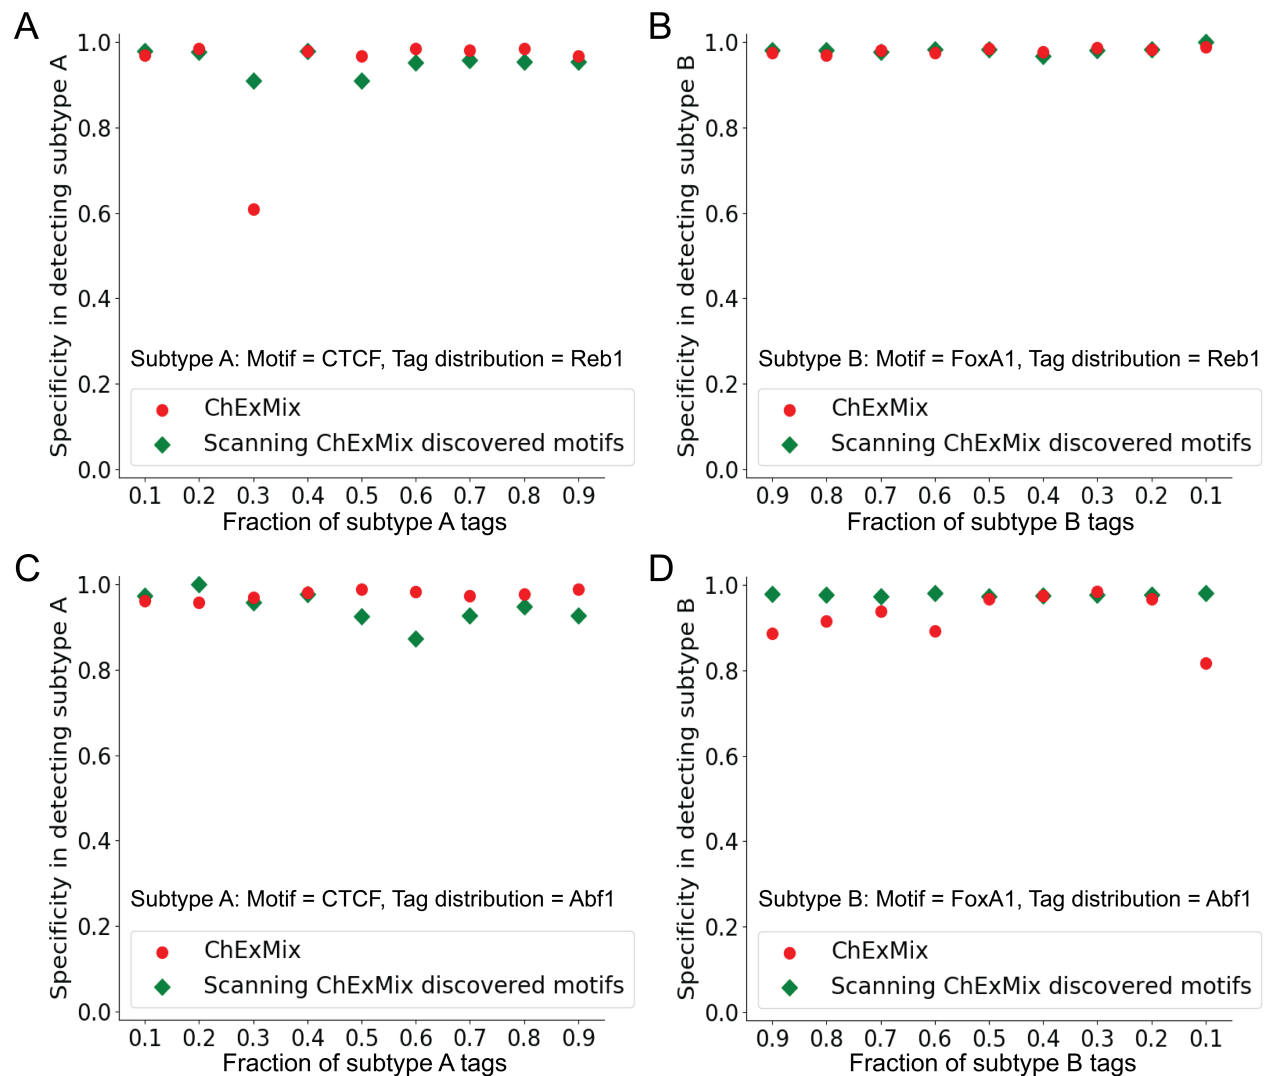 A
Specificity in detecting subtype A
1.0
0.8
0.6
0.4
0.2
0.0
Subtype A: Motif = CTCF, Tag distribution = Reb1
ChExMix
Scanning ChExMix discovered motifs
0.1 0.2 0.3 0.4 0.5 0.6 0.7 0.8 0.9
Fraction of subtype A tags
B
Specificity in detecting subtype B
1.0
0.8
0.6
0.4
0.2
0.0
Subtype B: Motif = FoxA1, Tag distribution = Reb1
ChExMix
Scanning ChExMix discovered motifs
0.9 0.8 0.7 0.6 0.5 0.4 0.3 0.2 0.1
Fraction of subtype B tags
C
Specificity in detecting subtype A
1.0
0.8
0.6
0.4
0.2
0.0
Subtype A: Motif = CTCF, Tag distribution = Abf1
ChExMix
Scanning ChExMix discovered motifs
0.1 0.2 0.3 0.4 0.5 0.6 0.7 0.8 0.9
Fraction of subtype A tags
D
Specificity in detecting subtype B
1.0
0.8
0.6
0.4
0.2
0.0
Subtype B: Motif = FoxA1, Tag distribution = Abf1
ChExMix
Scanning ChExMix discovered motifs
0.9 0.8 0.7 0.6 0.5 0.4 0.3 0.2 0.1
Fraction of subtype B tags